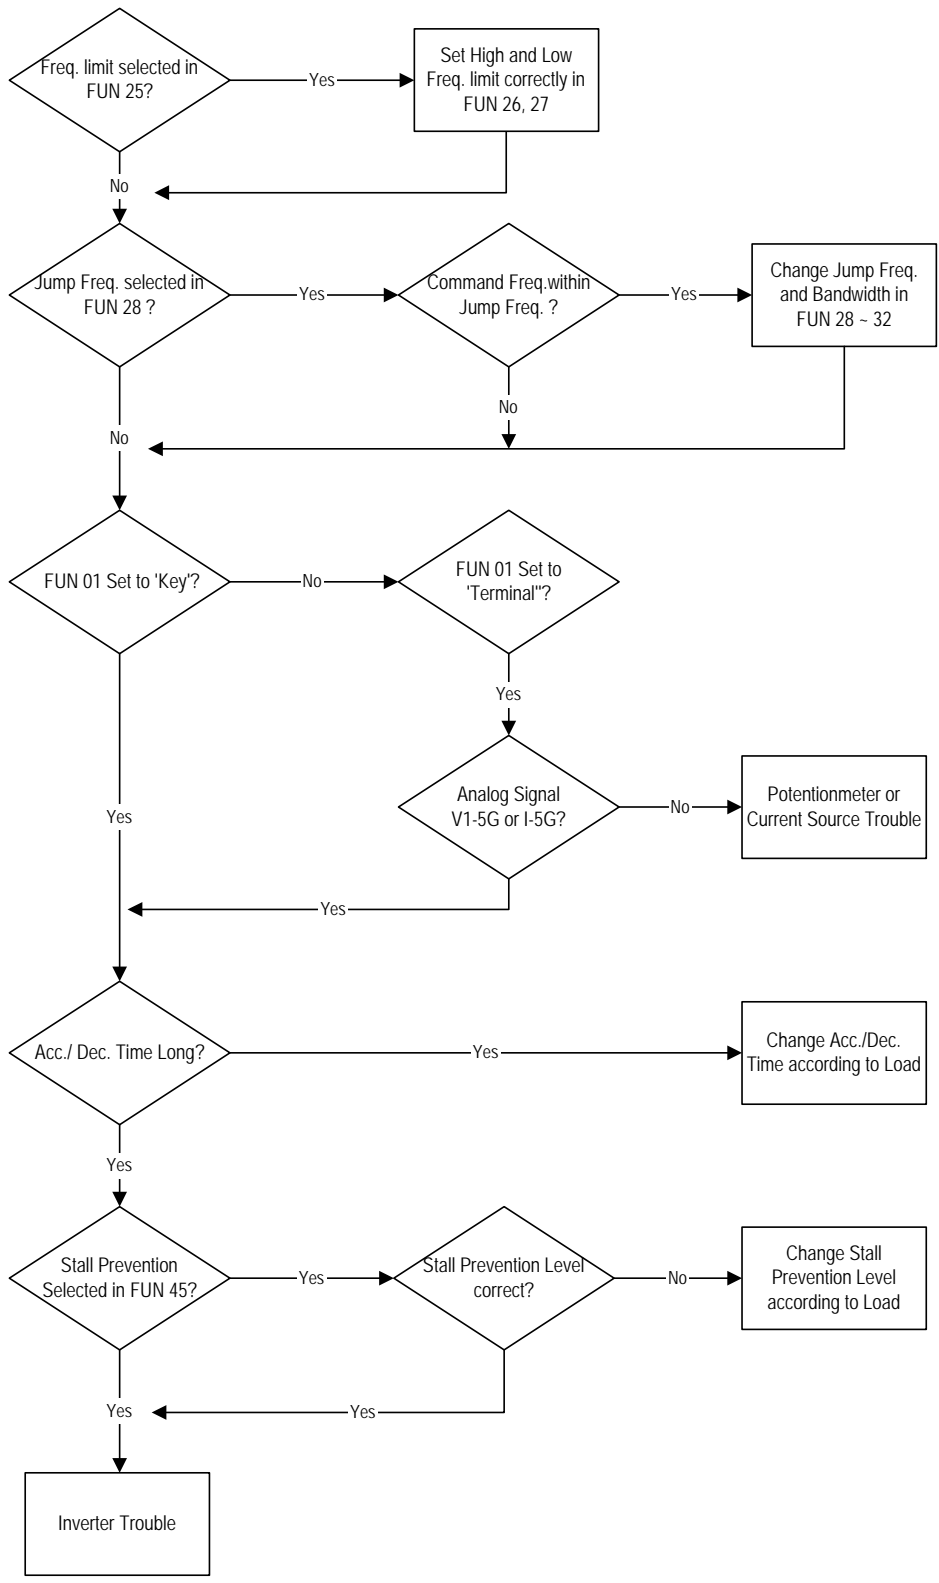 Freq. limit selected in
FUN 25?
Yes
Set High and Low
Freq. limit correctly in
FUN 26, 27
No
Jump Freq. selected in
FUN 28 ?
Yes
Command Freq.within
Jump Freq. ?
Yes
Change Jump Freq.
and Bandwidth in
FUN 28 ~ 32
No
No
FUN 01 Set to 'Key'?
No
FUN 01 Set to
'Terminal"?
Yes
Yes
Analog Signal
V1-5G or I-5G?
No
Potentionmeter or
Current Source Trouble
Yes
Acc./ Dec. Time Long?
Yes
Change Acc./Dec.
Time according to Load
Yes
Stall Prevention
Selected in FUN 45?
Yes
Stall Prevention Level
correct?
No
Change Stall
Prevention Level
according to Load
Yes
Yes
Inverter Trouble